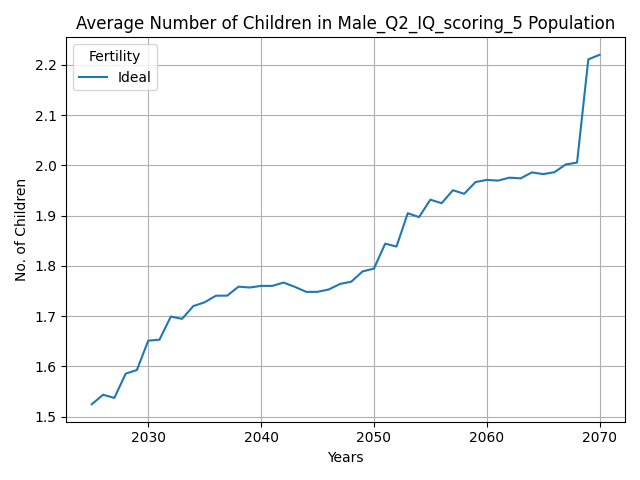 Average Number of Children in Male_Q2_IQ_scoring_5 Population
Fertility
Ideal
No. of Children
2.2
2.1
2.0
1.9
1.8
1.7
1.6
1.5
2030 2040 2050 2060 2070
Years